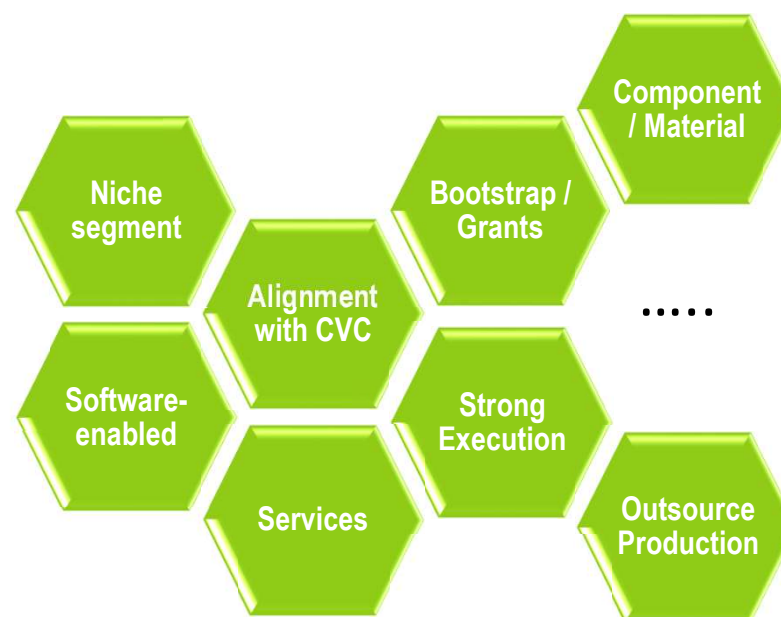 Component
/ Material
Niche
segment
Bootstrap /
Grants
Alignment
with CVC
.....
Software-
enabled
Strong
Execution
Services
Outsource
Production